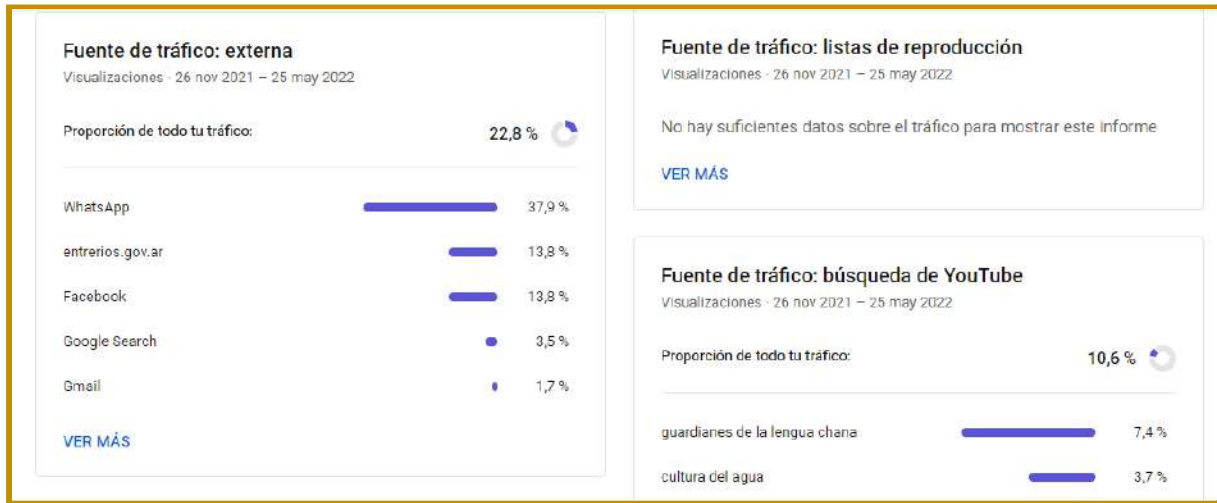 Fuente de tráfico: externa
Visualizaciones · 26 nov 2021 – 25 may 2022
Proporción de todo tu tráfico: 22,8 %
WhatsApp 37,9 %
entrerios.gov.ar 13,8 %
Facebook 13,8 %
Google Search 3,5 %
Gmail 1,7 %
VER MÁS
Fuente de tráfico: listas de reproducción
Visualizaciones · 26 nov 2021 – 25 may 2022
No hay suficientes datos sobre el tráfico para mostrar este informe
VER MÁS
Fuente de tráfico: búsqueda de YouTube
Visualizaciones · 26 nov 2021 – 25 may 2022
Proporción de todo tu tráfico: 10,6 %
guardianes de la lengua chana 7,4 %
cultura del agua 3,7 %